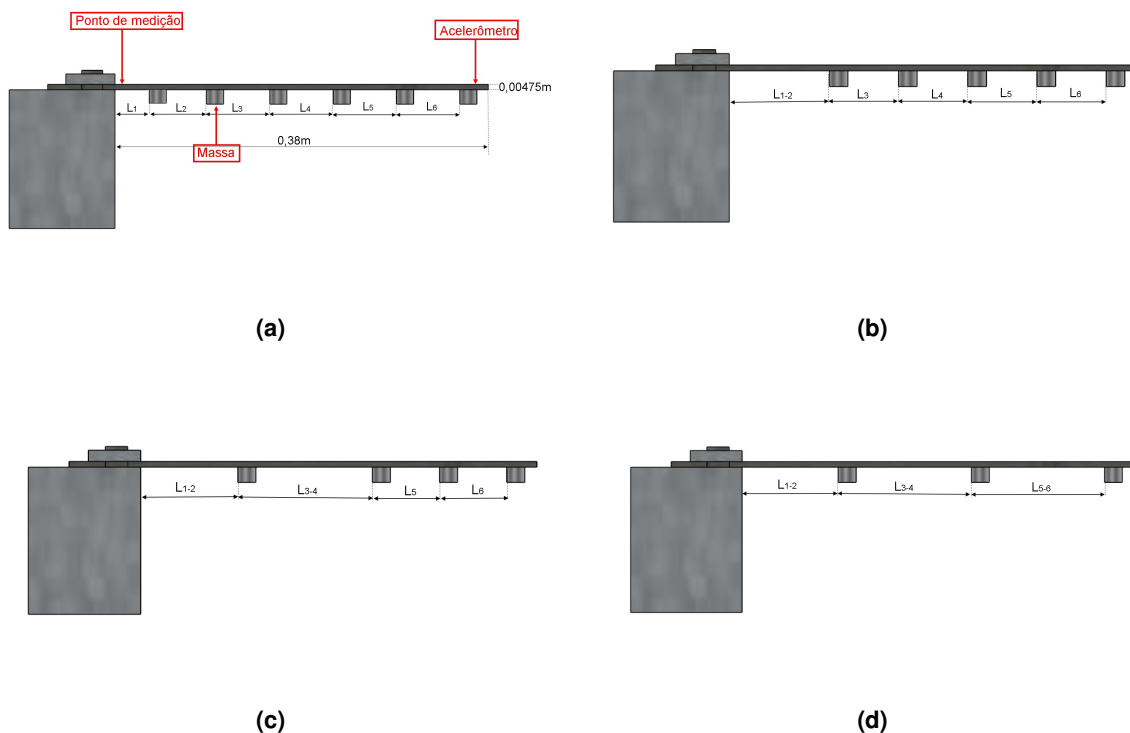 Ponto de medição
Acelerômetro
0,00475m
L1
L2
L3
L4
L5
L6
0,38m
Massa
(a)
L1-2
L3
L4
L5
L6
(b)
L1-2
L3-4
L5
L6
(c)
L1-2
L3-4
L5-6
(d)